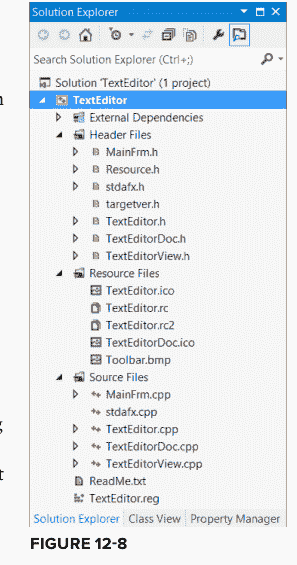 Solution Explorer
Search Solution Explorer (Ctrl+;)
Solution 'TextEditor' (1 project)
TextEditor
External Dependencies
Header Files
MainFrm.h
Resource.h
stdafx.h
targetver.h
TextEditor.h
TextEditorDoc.h
TextEditorView.h
Resource Files
TextEditor.ico
TextEditor.rc
TextEditor.rc2
TextEditorDoc.ico
Toolbar.bmp
Source Files
MainFrm.cpp
stdafx.cpp
TextEditor.cpp
TextEditorDoc.cpp
TextEditorView.cpp
ReadMe.txt
TextEditor.reg
Solution Explorer Class View Property Manager
FIGURE 12-8